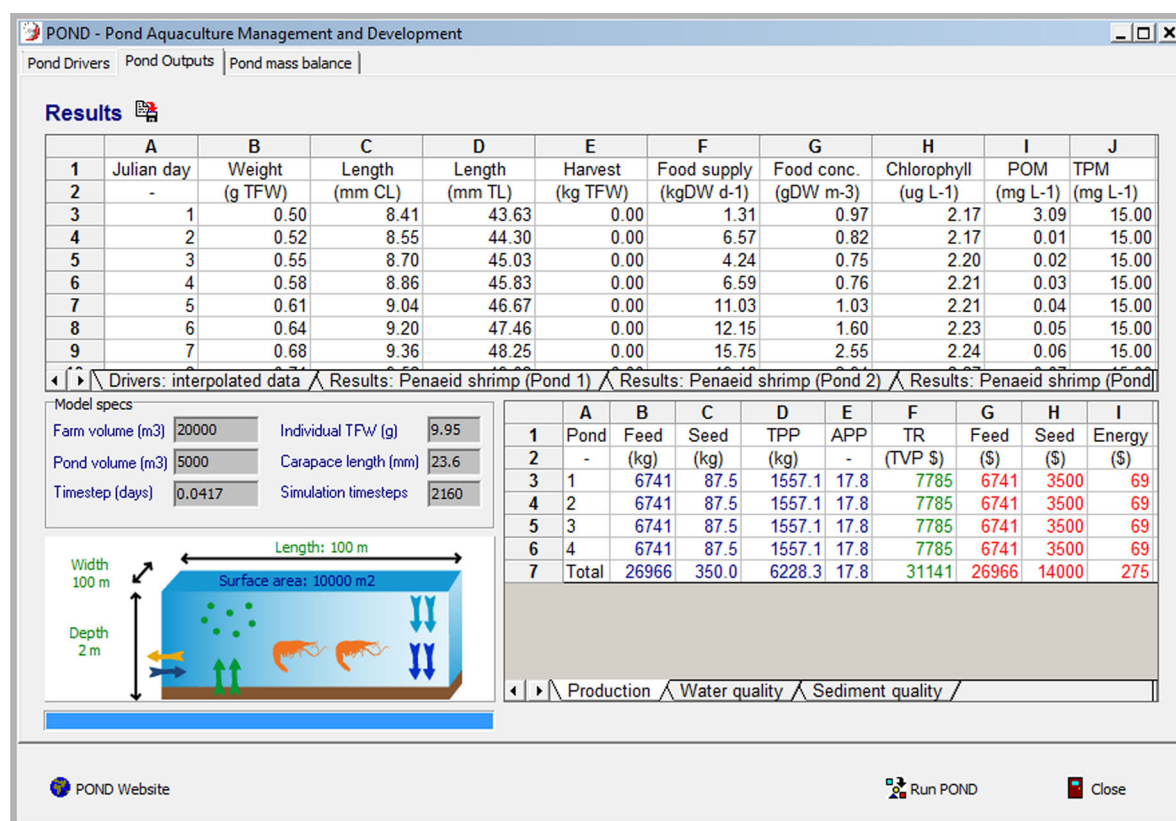 POND - Pond Aquaculture Management and Development
Pond Drivers Pond Outputs Pond mass balance
Results
A B C D E F G H I J
1 Julian day Weight Length Length Harvest Food supply Food conc. Chlorophyll POM TPM
2 - (g TFW) (mm CL) (mm TL) (kg TFW) (kgDW d-1) (gDW m-3) (ug L-1) (mg L-1) (mg L-1)
3 1 0.50 8.41 43.63 0.00 1.31 0.97 2.17 3.09 15.00
4 2 0.52 8.55 44.30 0.00 6.57 0.82 2.17 0.01 15.00
5 3 0.55 8.70 45.03 0.00 4.24 0.75 2.20 0.02 15.00
6 4 0.58 8.86 45.83 0.00 6.59 0.76 2.21 0.03 15.00
7 5 0.61 9.04 46.67 0.00 11.03 1.03 2.21 0.04 15.00
8 6 0.64 9.20 47.46 0.00 12.15 1.60 2.23 0.05 15.00
9 7 0.68 9.36 48.25 0.00 15.75 2.55 2.24 0.06 15.00
Drivers: interpolated data Results: Penaeid shrimp (Pond 1) Results: Penaeid shrimp (Pond 2) Results: Penaeid shrimp (Pond
Model specs
Farm volume (m3) 20000 Individual TFW (g) 9.95
Pond volume (m3) 5000 Carapace length (mm) 23.6
Timestep (days) 0.0417 Simulation timesteps 2160
Length: 100 m
Width
100 m
Surface area: 10000 m2
Depth
2 m
A B C D E F G H I
1 Pond Feed Seed TPP APP TR Feed Seed Energy
2 - (kg) (kg) (kg) - (TVP $) ($) ($) ($)
3 1 6741 87.5 1557.1 17.8 7785 6741 3500 69
4 2 6741 87.5 1557.1 17.8 7785 6741 3500 69
5 3 6741 87.5 1557.1 17.8 7785 6741 3500 69
6 4 6741 87.5 1557.1 17.8 7785 6741 3500 69
7 Total 26966 350.0 6228.3 17.8 31141 26966 14000 275
Production Water quality Sediment quality
POND Website Run POND Close